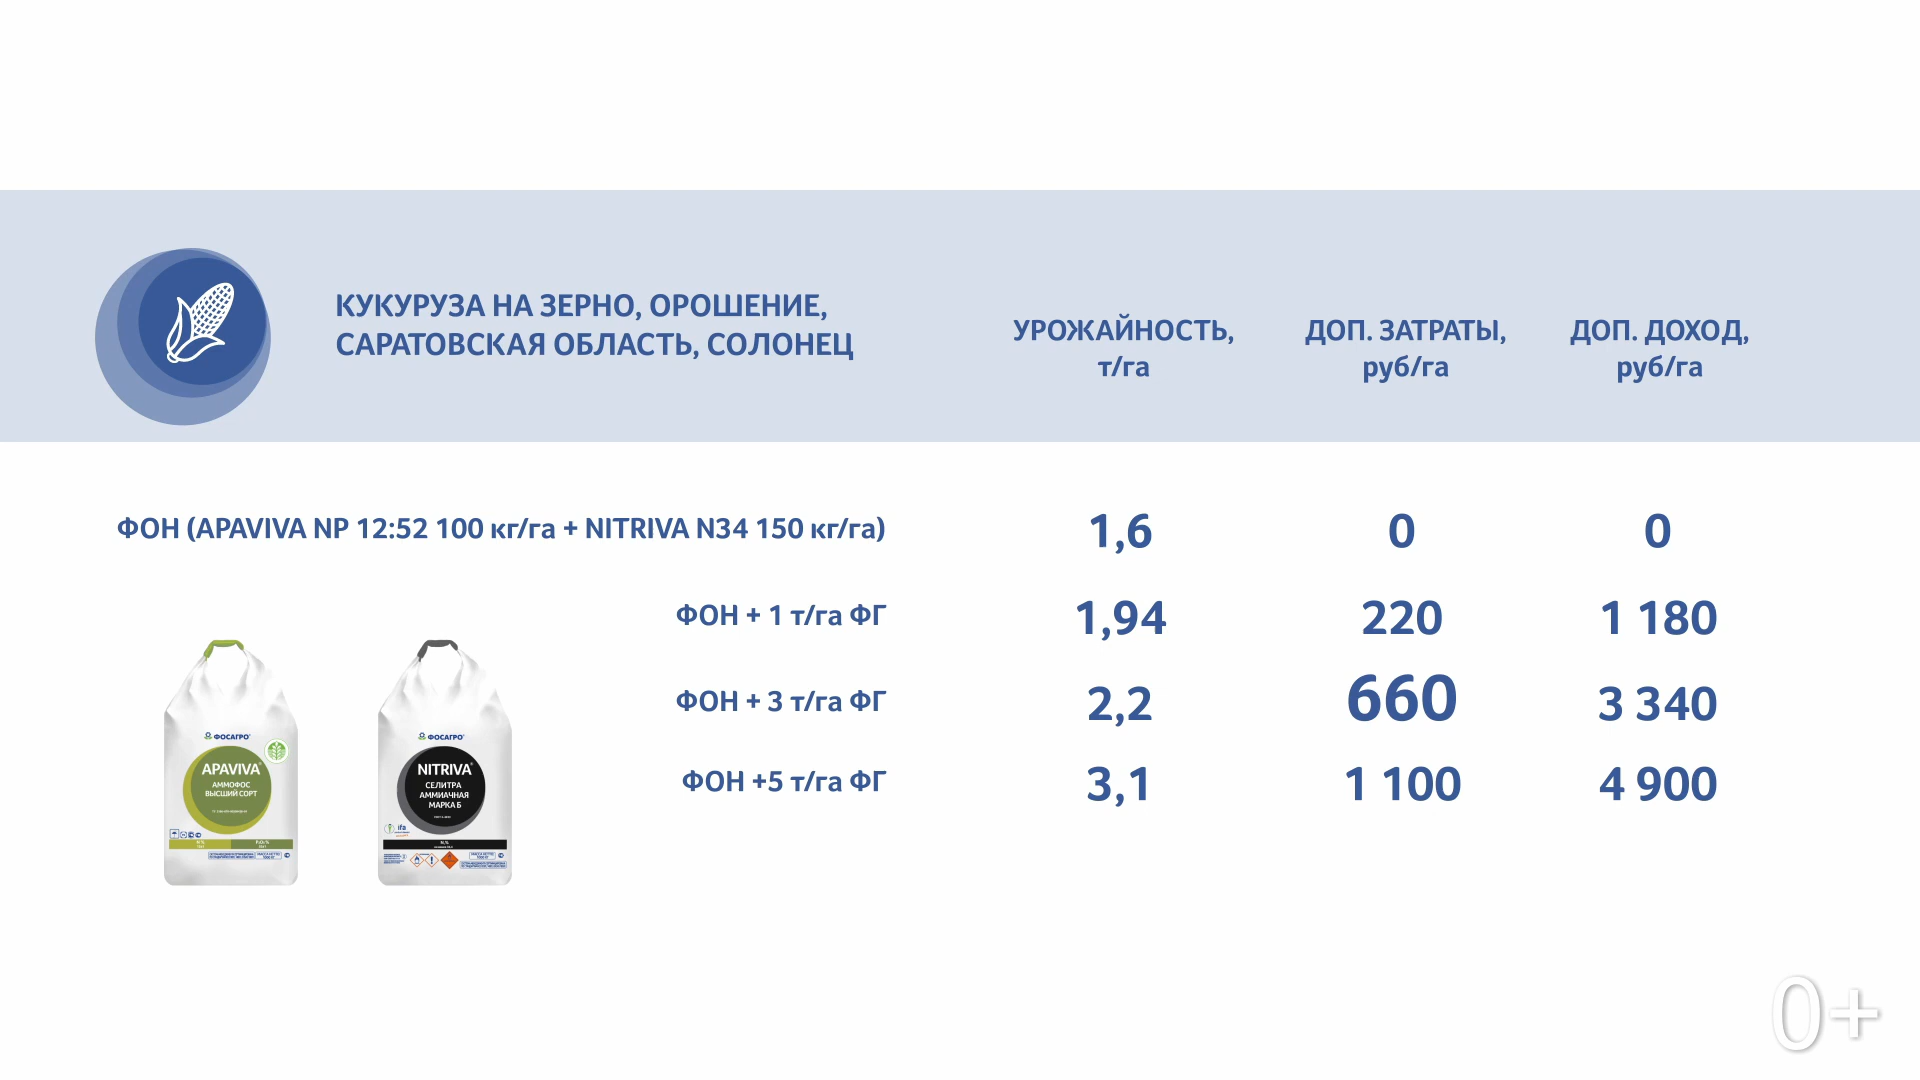 КУКУРУЗА НА ЗЕРНО, ОРОШЕНИЕ,
САРАТОВСКАЯ ОБЛАСТЬ, СОЛОНЕЦ
УРОЖАЙНОСТЬ,
т/га
ДОП. ЗАТРАТЫ,
руб/га
ДОП. ДОХОД,
руб/га
ФОН (APAVIVA NP 12:52 100 кг/га + NITRIVA N34 150 кг/га) 1,6 0 0
ФОН + 1 т/га ФГ 1,94 220 1 180
ФОН + 3 т/га ФГ 2,2 660 3 340
ФОН +5 т/га ФГ 3,1 1 100 4 900
ФОСАГРО
APAVIVA
АММОФОС
ВЫСШИЙ СОРТ
ФОСАГРО
NITRIVA
СЕЛИТРА
АММИАЧНАЯ
МАРКА Б
ifa
0+